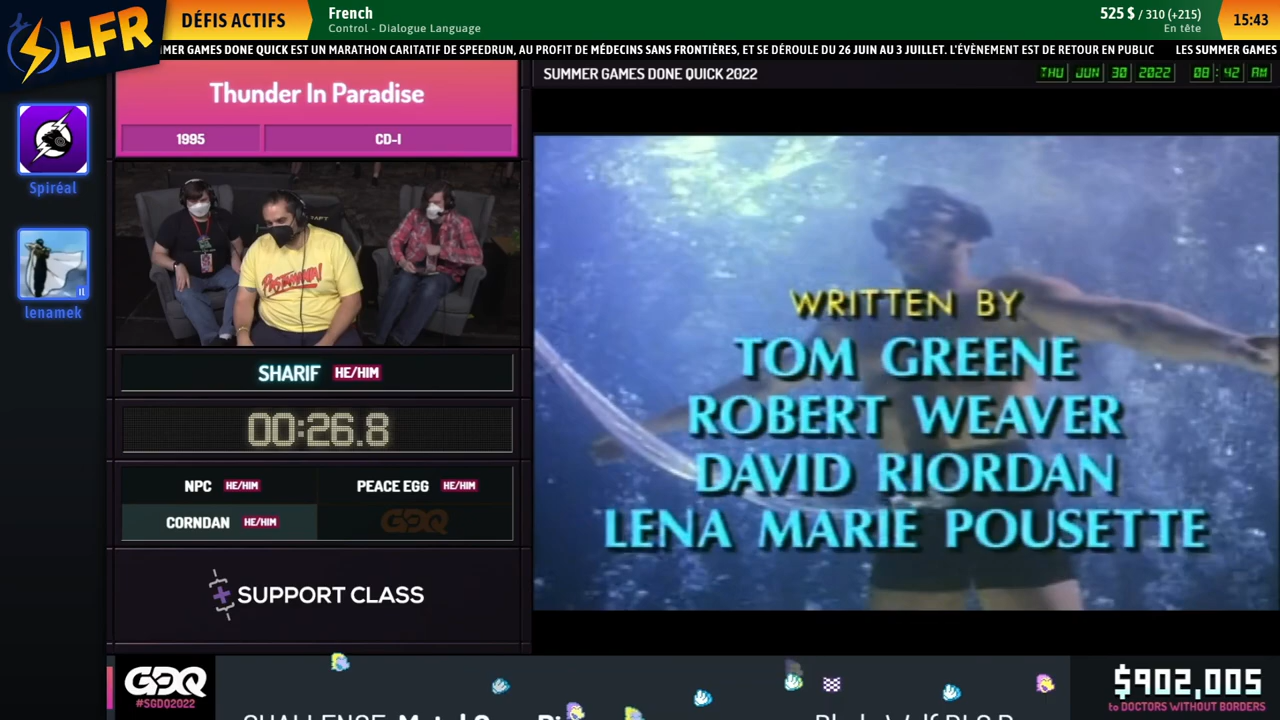 LFR
DÉFIS ACTIFS
French
Control - Dialogue Language
525 $ / 310 (+215)
En tête
15:43
MER GAMES DONE QUICK EST UN MARATHON CARITATIF DE SPEEDRUN, AU PROFIT DE MÉDECINS SANS FRONTIÈRES, ET SE DÉROULE DU 26 JUIN AU 3 JUILLET. L'ÉVÈNEMENT EST DE RETOUR EN PUBLIC LES SUMMER GAMES
Spiréal
lenamek
Thunder In Paradise
1995
CD-I
SUMMER GAMES DONE QUICK 2022
THU JUN 30 2022 08:42 AM
WRITTEN BY
TOM GREENE
ROBERT WEAVER
DAVID RIORDAN
LENA MARIE POUSETTE
SHARIF HE/HIM
00:26.8
NPC HE/HIM
PEACE EGG HE/HIM
CORNDAN HE/HIM
GDQ
SUPPORT CLASS
GDQ
#SGDQ2022
$902,005
to DOCTORS WITHOUT BORDERS